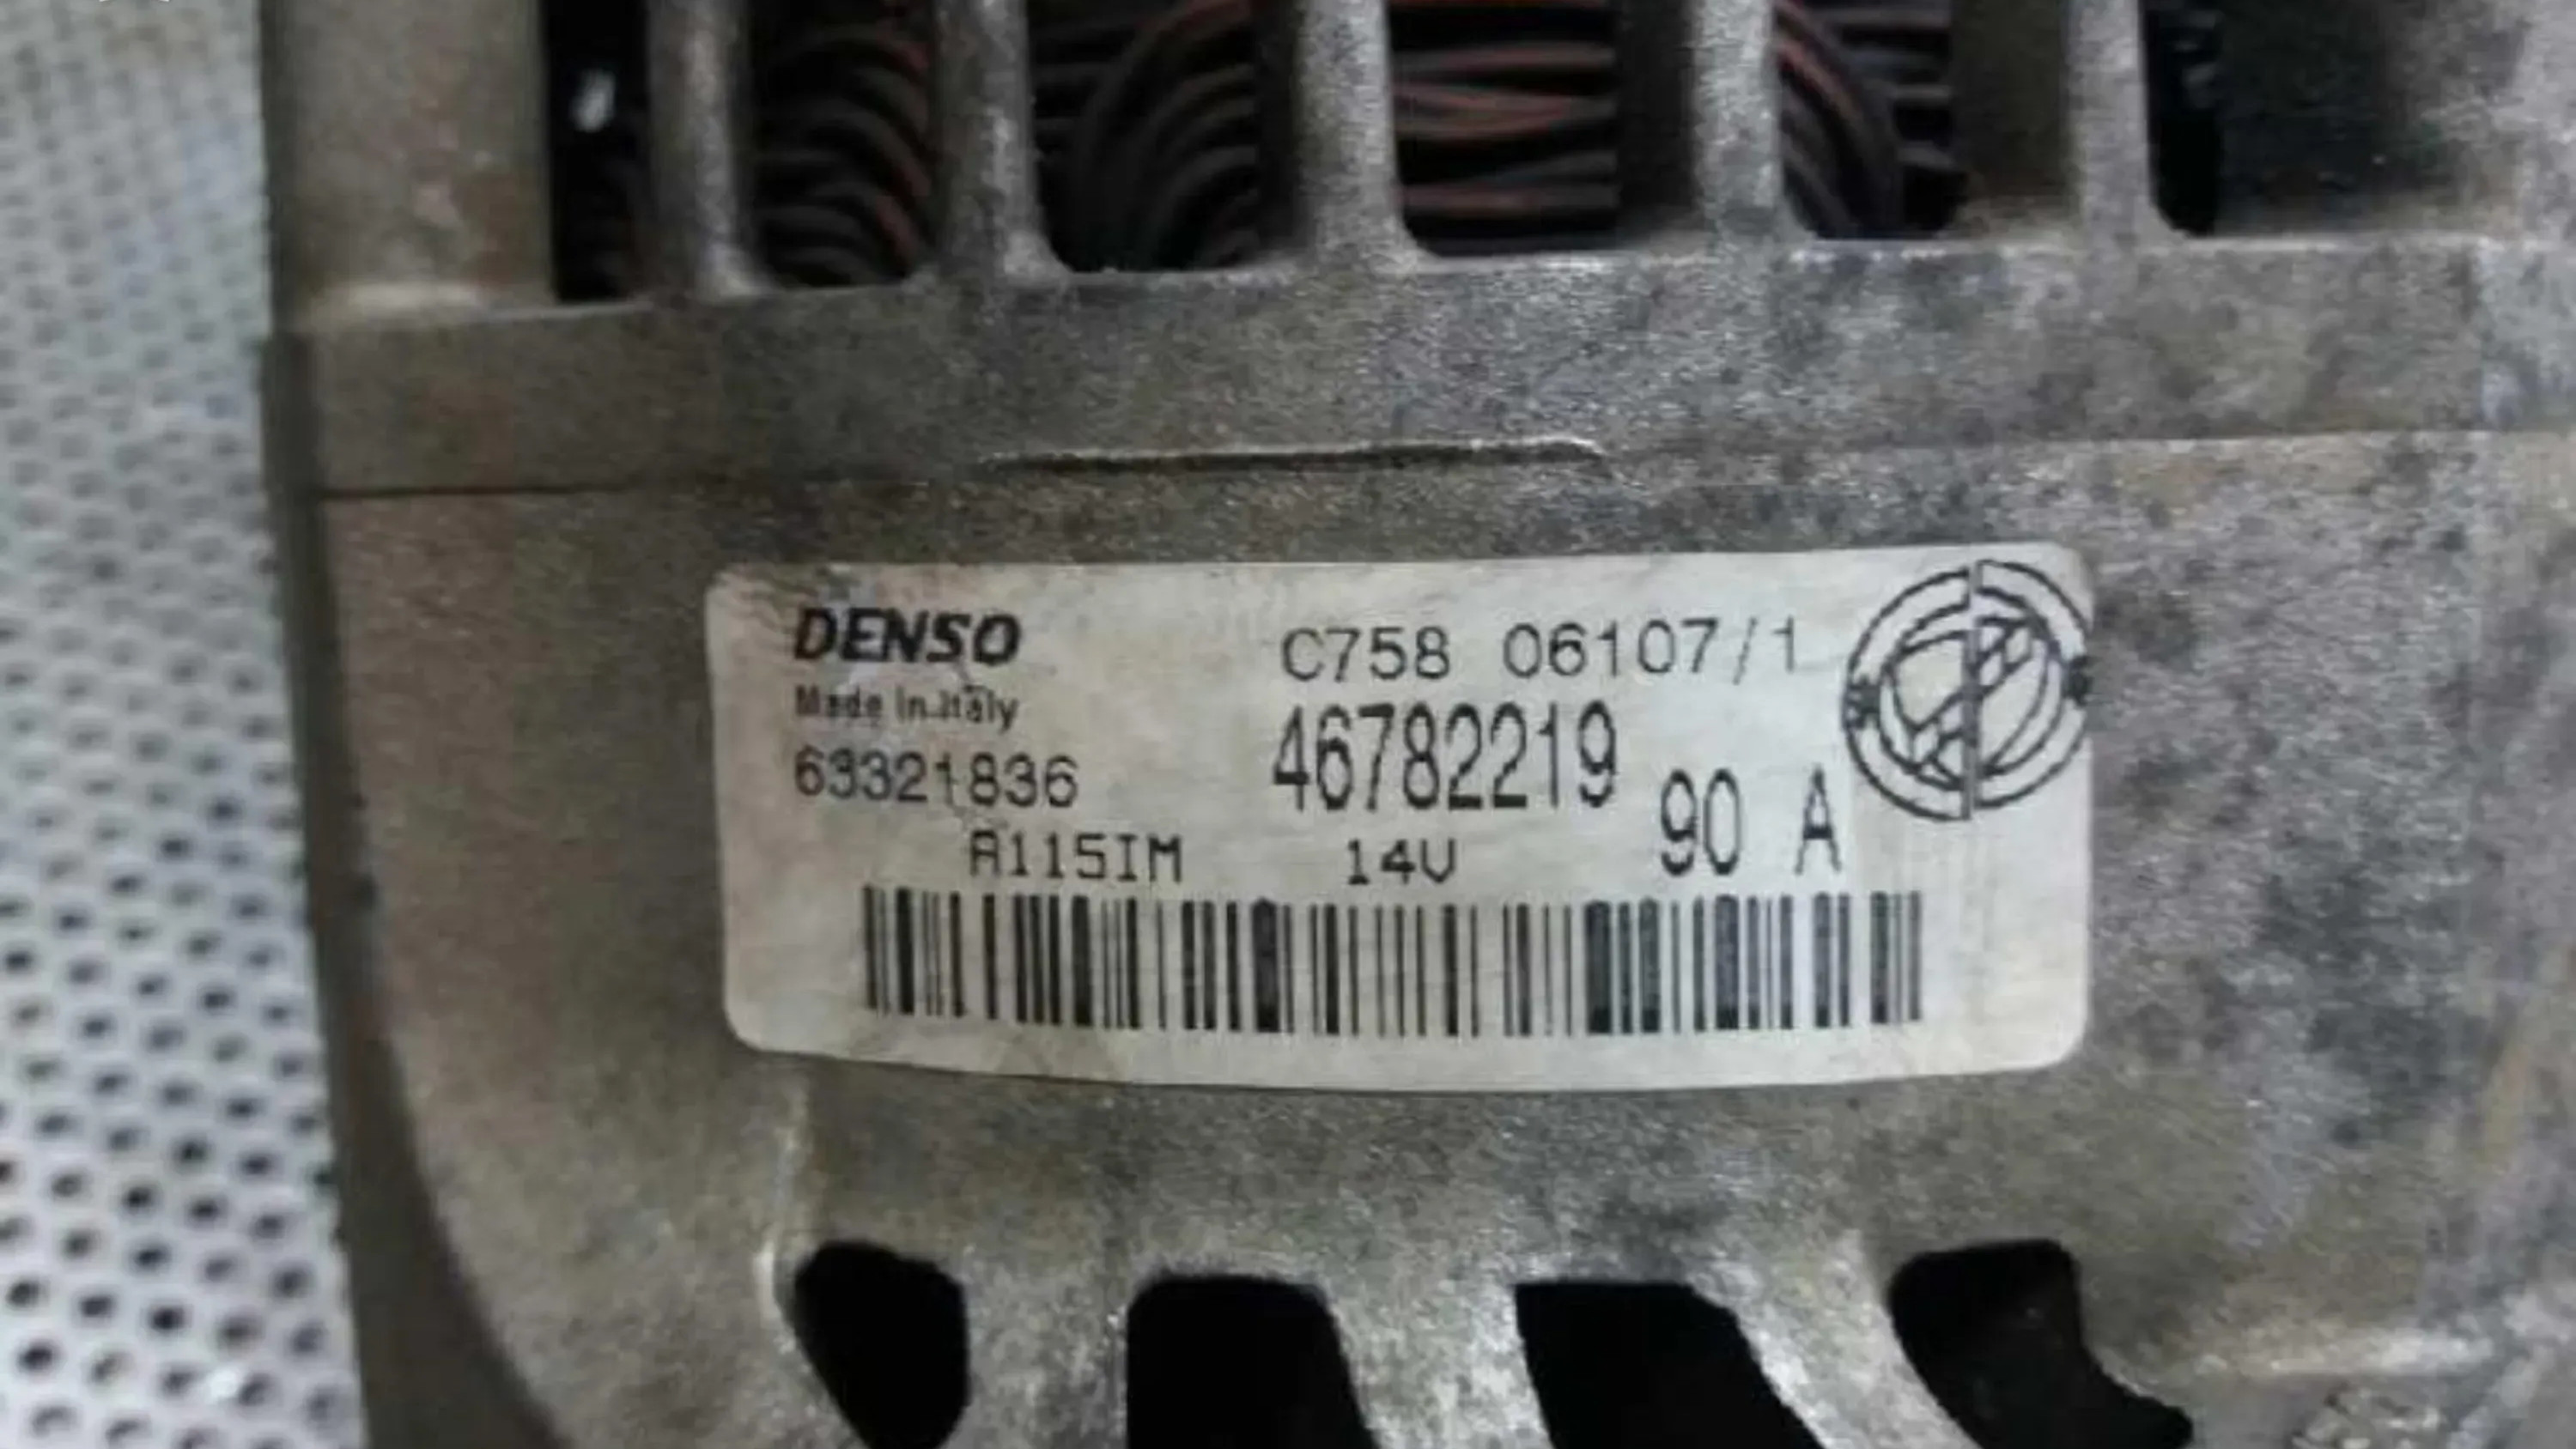 DENSO
C758 06107/1
Made in Italy
46782219
63321836
90 A
A115IM
14V